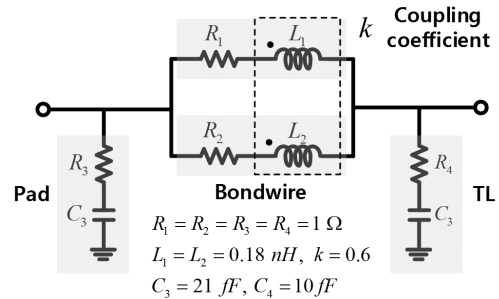 R₁ L₁ k Coupling
coefficient
R₂ L₂
R₃ R₄
Pad C₃ Bondwire C₃ TL
R₁ = R₂ = R₃ = R₄ = 1 Ω
L₁ = L₂ = 0.18 nH, k = 0.6
C₃ = 21 fF, C₄ = 10 fF